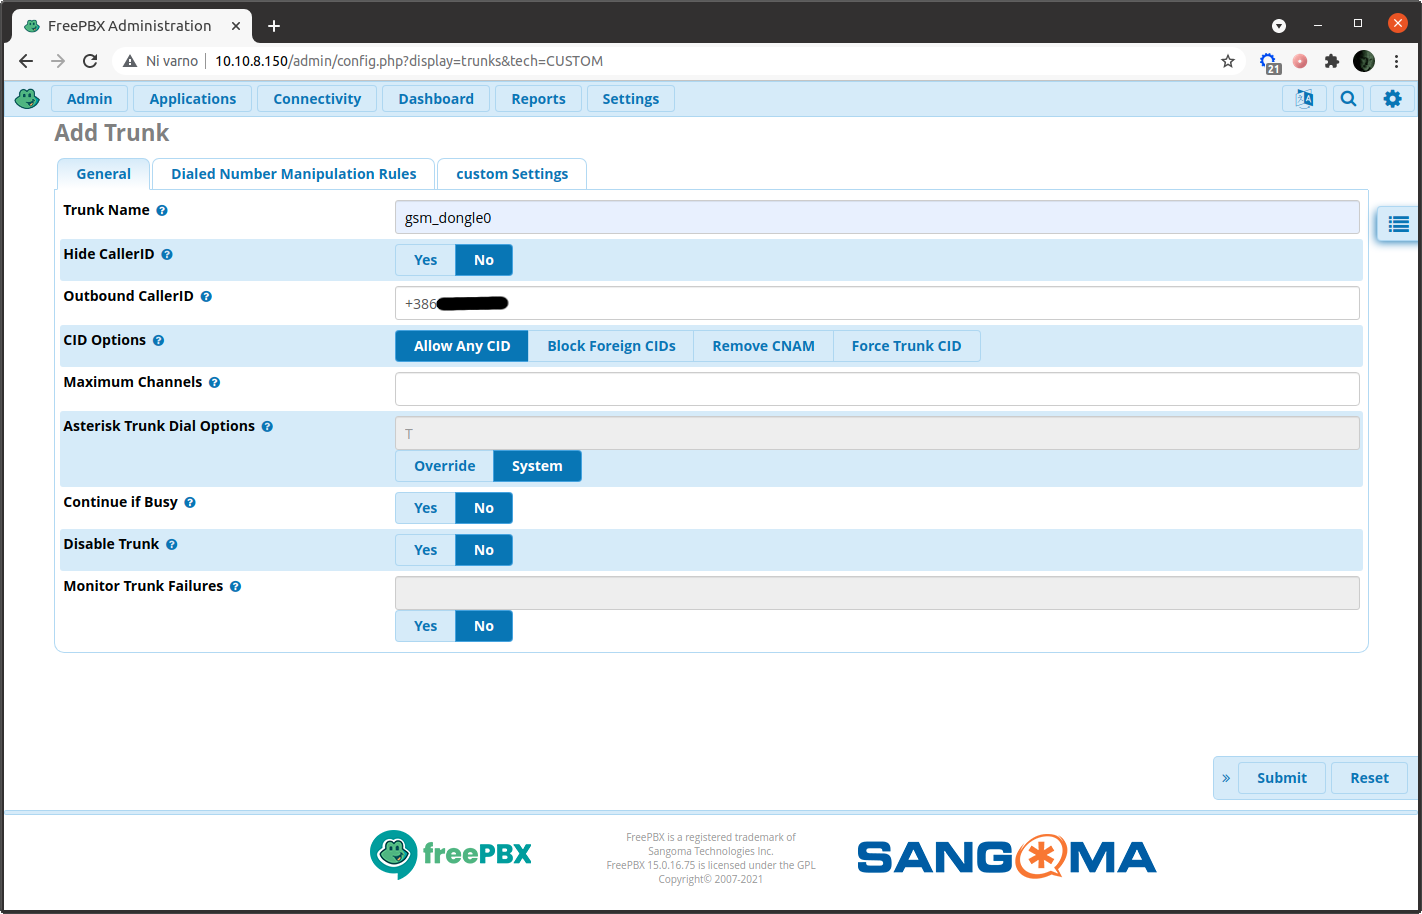 FreePBX Administration
Ni varno 10.10.8.150/admin/config.php?display=trunks&tech=CUSTOM
21
Admin Applications Connectivity Dashboard Reports Settings
Add Trunk
General Dialed Number Manipulation Rules custom Settings
Trunk Name
gsm_dongle0
Hide CallerID
Yes No
Outbound CallerID
+386
CID Options
Allow Any CID Block Foreign CIDs Remove CNAM Force Trunk CID
Maximum Channels
Asterisk Trunk Dial Options
T
Override System
Continue if Busy
Yes No
Disable Trunk
Yes No
Monitor Trunk Failures
Yes No
» Submit Reset
freePBX
FreePBX is a registered trademark of
Sangoma Technologies Inc.
FreePBX 15.0.16.75 is licensed under the GPL
Copyright© 2007-2021
SANGOMA